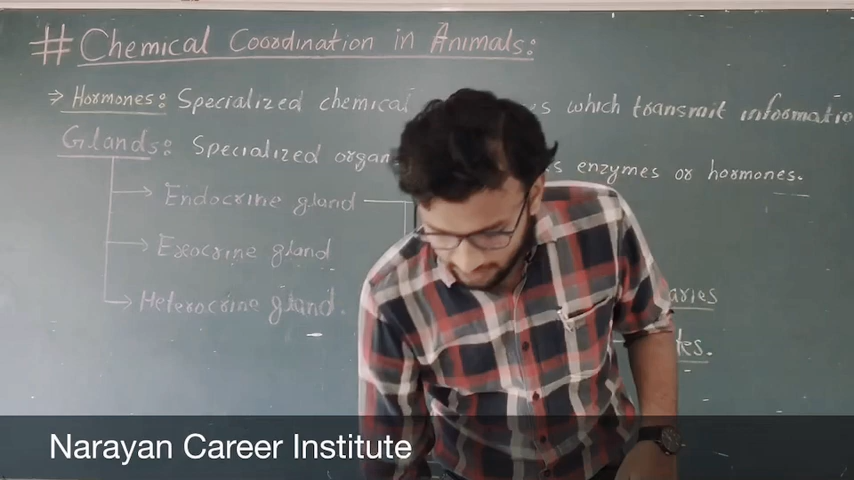 # Chemical Coordination in Animals:
→ Hormones: Specialized chemical which transmit informatio
Glands: Specialized organ enzymes or hormones.
→ Endocrine gland
→ Exocrine gland
→ Heterocrine gland.
aries
tes.
Narayan Career Institute